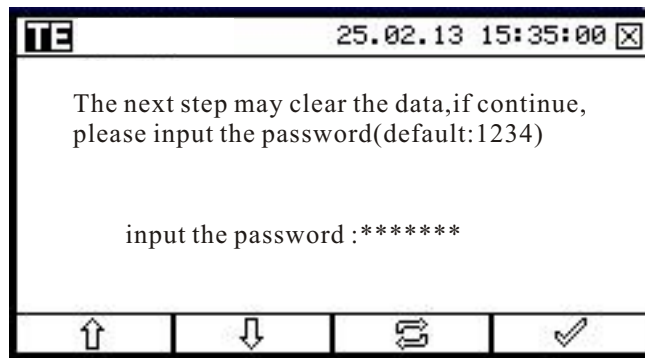 TE 25.02.13 15:35:00
The next step may clear the data,if continue,
please input the password(default:1234)
input the password :*******